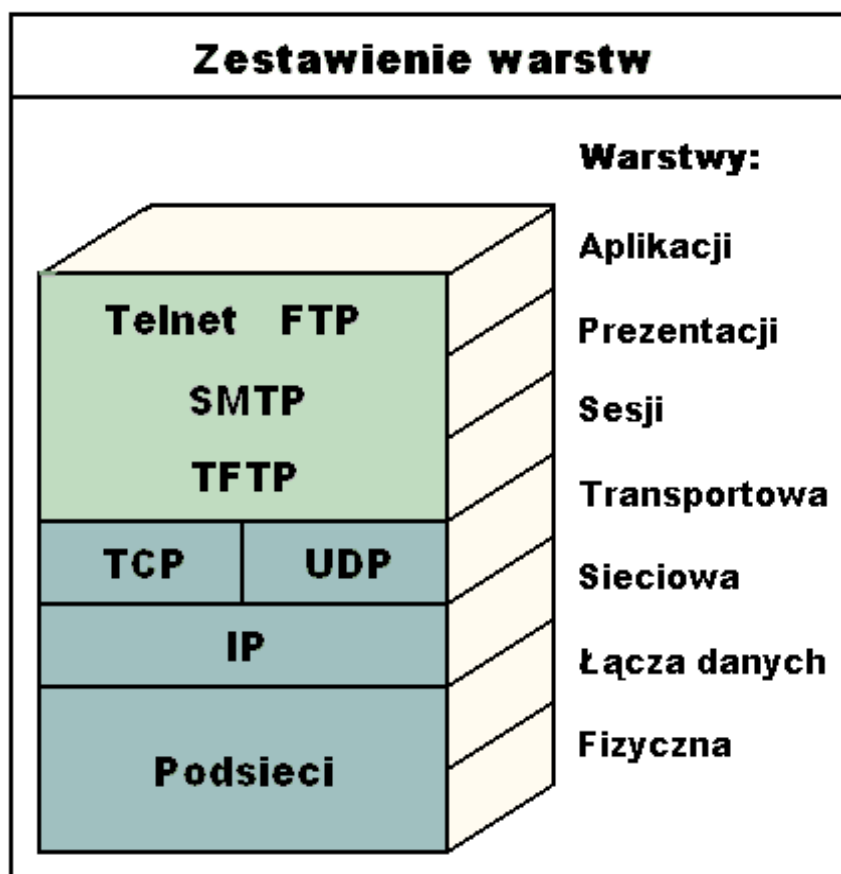 Zestawienie warstw
Warstwy:
Aplikacji
Prezentacji
Sesji
Transportowa
Sieciowa
Łącza danych
Fizyczna
Telnet FTP
SMTP
TFTP
TCP UDP
IP
Podsieci